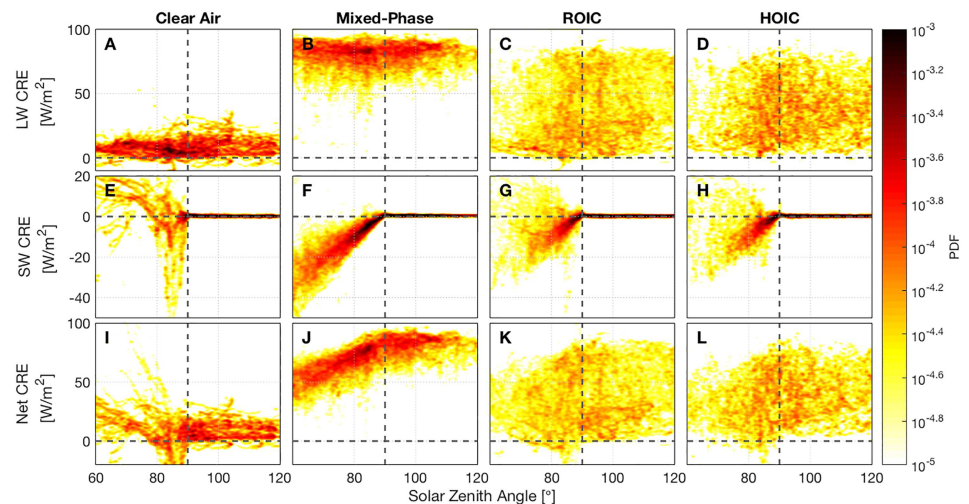 Clear Air Mixed-Phase ROIC HOIC
A B C D
LW CRE
[W/m²]
100
50
0
E F G H
SW CRE
[W/m²]
20
0
-20
-40
I J K L
Net CRE
[W/m²]
100
50
0
60 80 100 120 80 100 120 80 100 120 80 100 120
Solar Zenith Angle [°]
10⁻³
10⁻³·²
10⁻³·⁴
10⁻³·⁶
10⁻³·⁸
10⁻⁴
10⁻⁴·²
10⁻⁴·⁴
10⁻⁴·⁶
10⁻⁴·⁸
10⁻⁵
PDF